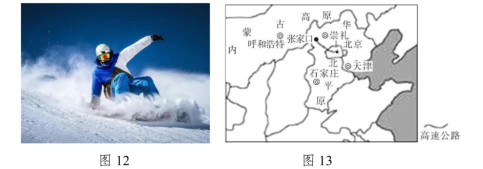 蒙古高原
内
华北平原
呼和浩特
张家口
崇礼
北京
天津
石家庄
高速公路
图 12
图 13